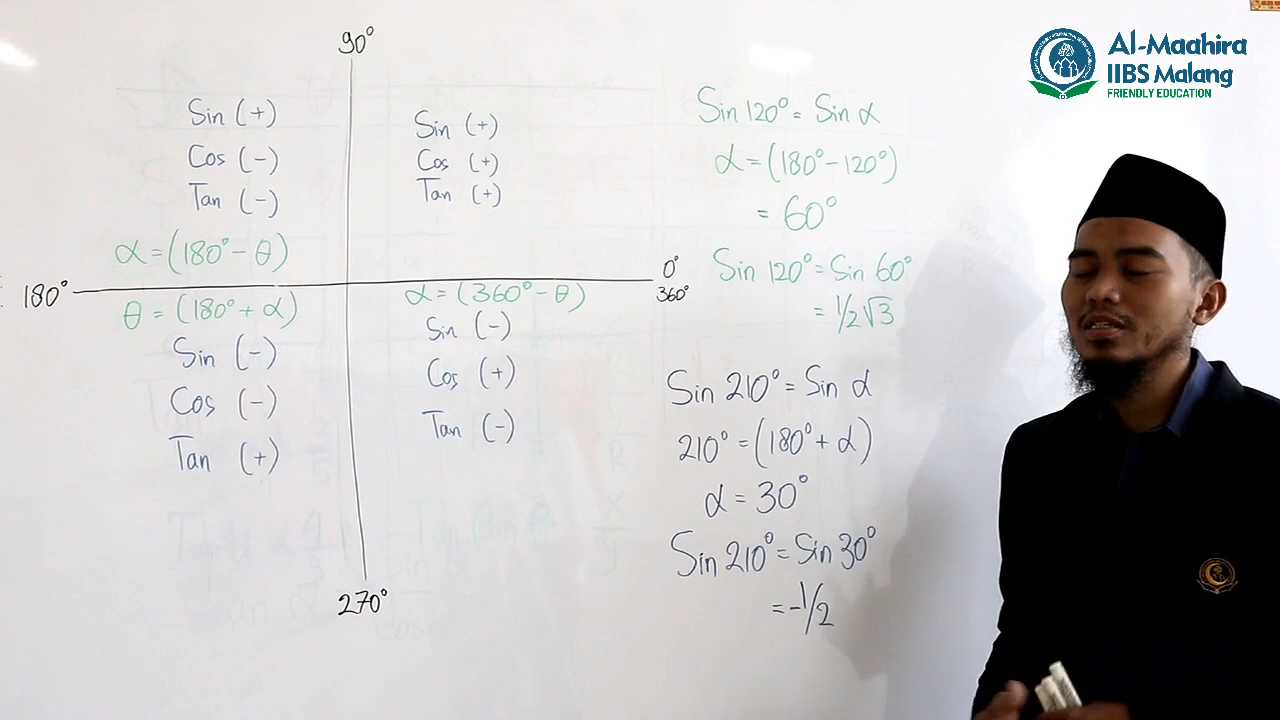 90°
Sin (+)
Cos (-)
Tan (-)
α = (180° - θ)
Sin (+)
Cos (+)
Tan (+)
180°
0°
360°
θ = (180° + α)
Sin (-)
Cos (-)
Tan (+)
α = (360° - θ)
Sin (-)
Cos (+)
Tan (-)
270°
Sin 120° = Sin α
α = (180° - 120°)
= 60°
Sin 120° = Sin 60°
= 1/2√3
Sin 210° = Sin α
210° = (180° + α)
α = 30°
Sin 210° = Sin 30°
= -1/2
Al-Maahira
IIBS Malang
FRIENDLY EDUCATION